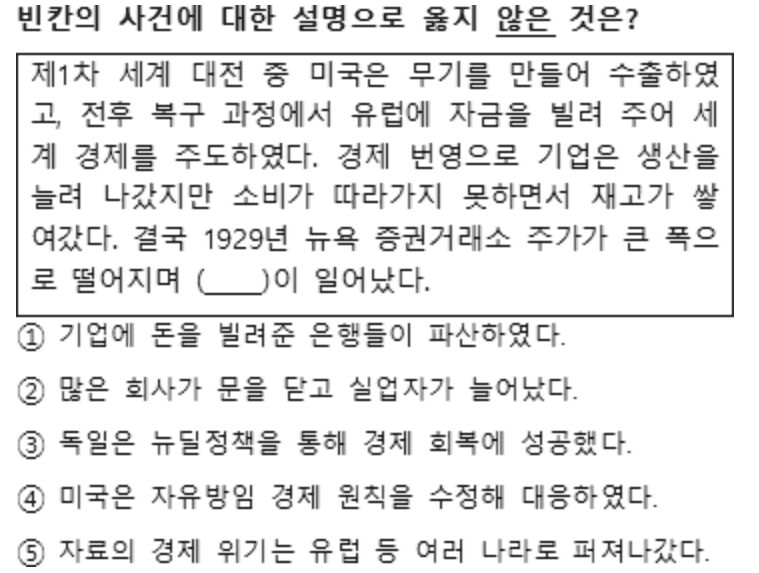 빈칸의 사건에 대한 설명으로 옳지 않은 것은?
제1차 세계 대전 중 미국은 무기를 만들어 수출하였
고, 전후 복구 과정에서 유럽에 자금을 빌려 주어 세
계 경제를 주도하였다. 경제 번영으로 기업은 생산을
늘려 나갔지만 소비가 따라가지 못하면서 재고가 쌓
여갔다. 결국 1929년 뉴욕 증권거래소 주가가 큰 폭으
로 떨어지며 (____)이 일어났다.
① 기업에 돈을 빌려준 은행들이 파산하였다.
② 많은 회사가 문을 닫고 실업자가 늘어났다.
③ 독일은 뉴딜정책을 통해 경제 회복에 성공했다.
④ 미국은 자유방임 경제 원칙을 수정해 대응하였다.
⑤ 자료의 경제 위기는 유럽 등 여러 나라로 퍼져나갔다.